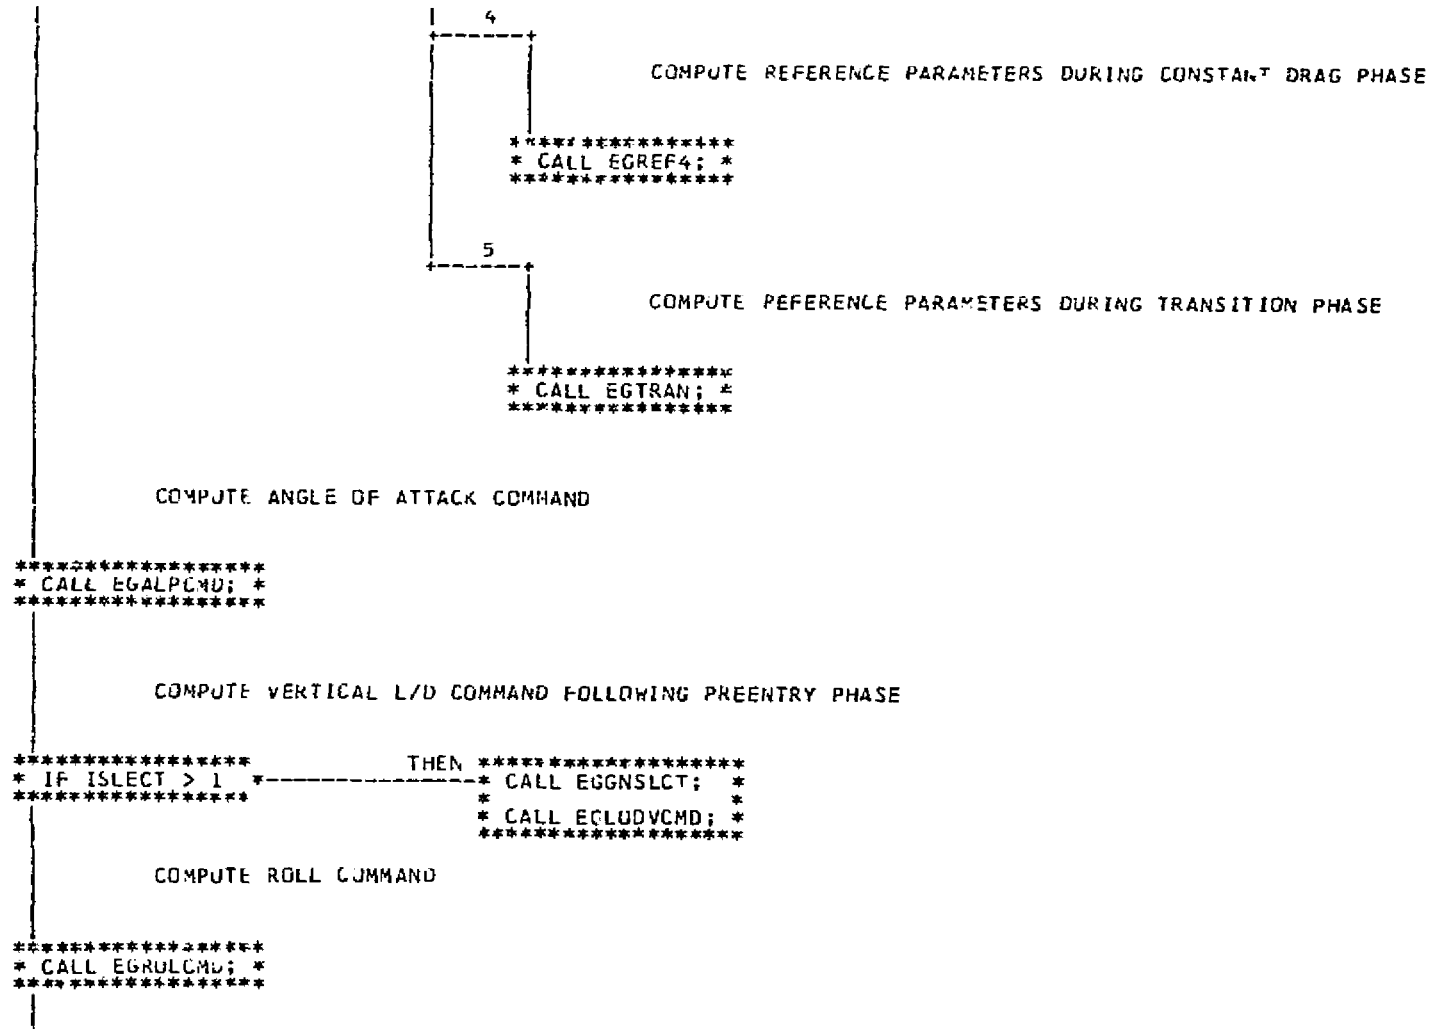 4
COMPUTE REFERENCE PARAMETERS DURING CONSTANT DRAG PHASE
* CALL EGREF4; *
5
COMPUTE REFERENCE PARAMETERS DURING TRANSITION PHASE
* CALL EGTRAN; *
COMPUTE ANGLE OF ATTACK COMMAND
* CALL EGALPCMD; *
COMPUTE VERTICAL L/D COMMAND FOLLOWING PREENTRY PHASE
* IF ISLECT > 1 * THEN * CALL EGGNSLCT; *
* CALL EGLODVCMD; *
COMPUTE ROLL COMMAND
* CALL EGROLCMD; *